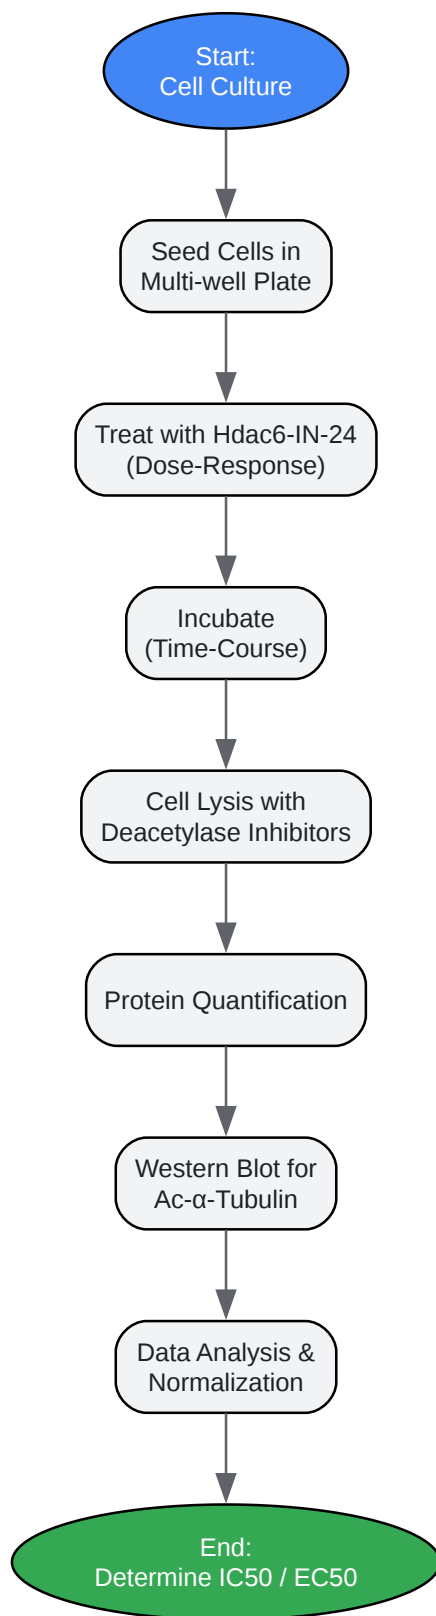 Start:
Cell Culture
Seed Cells in
Multi-well Plate
Treat with Hdac6-IN-24
(Dose-Response)
Incubate
(Time-Course)
Cell Lysis with
Deacetylase Inhibitors
Protein Quantification
Western Blot for
Ac-α-Tubulin
Data Analysis &
Normalization
End:
Determine IC50 / EC50